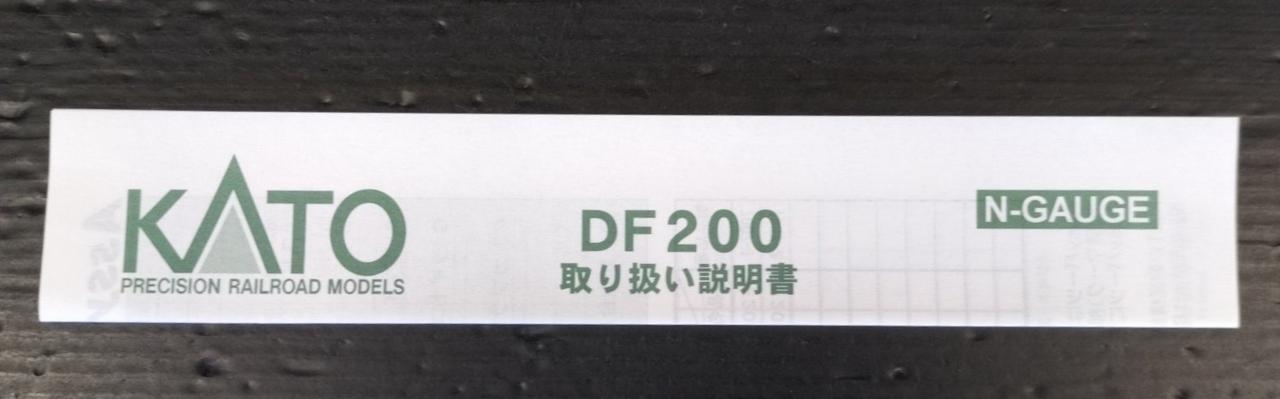 KATO
PRECISION RAILROAD MODELS
DF200
取り扱い説明書
N-GAUGE